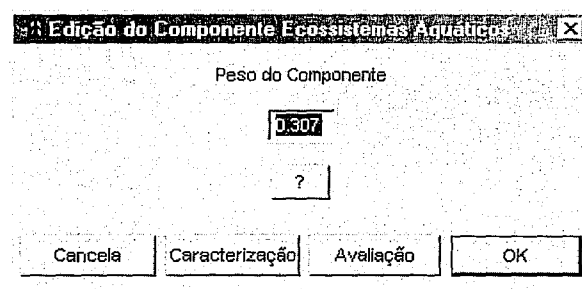 Edição do Componente Ecossistemas Aquáticos
Peso do Componente
0.307
?
Cancela Caracterização Avaliação OK